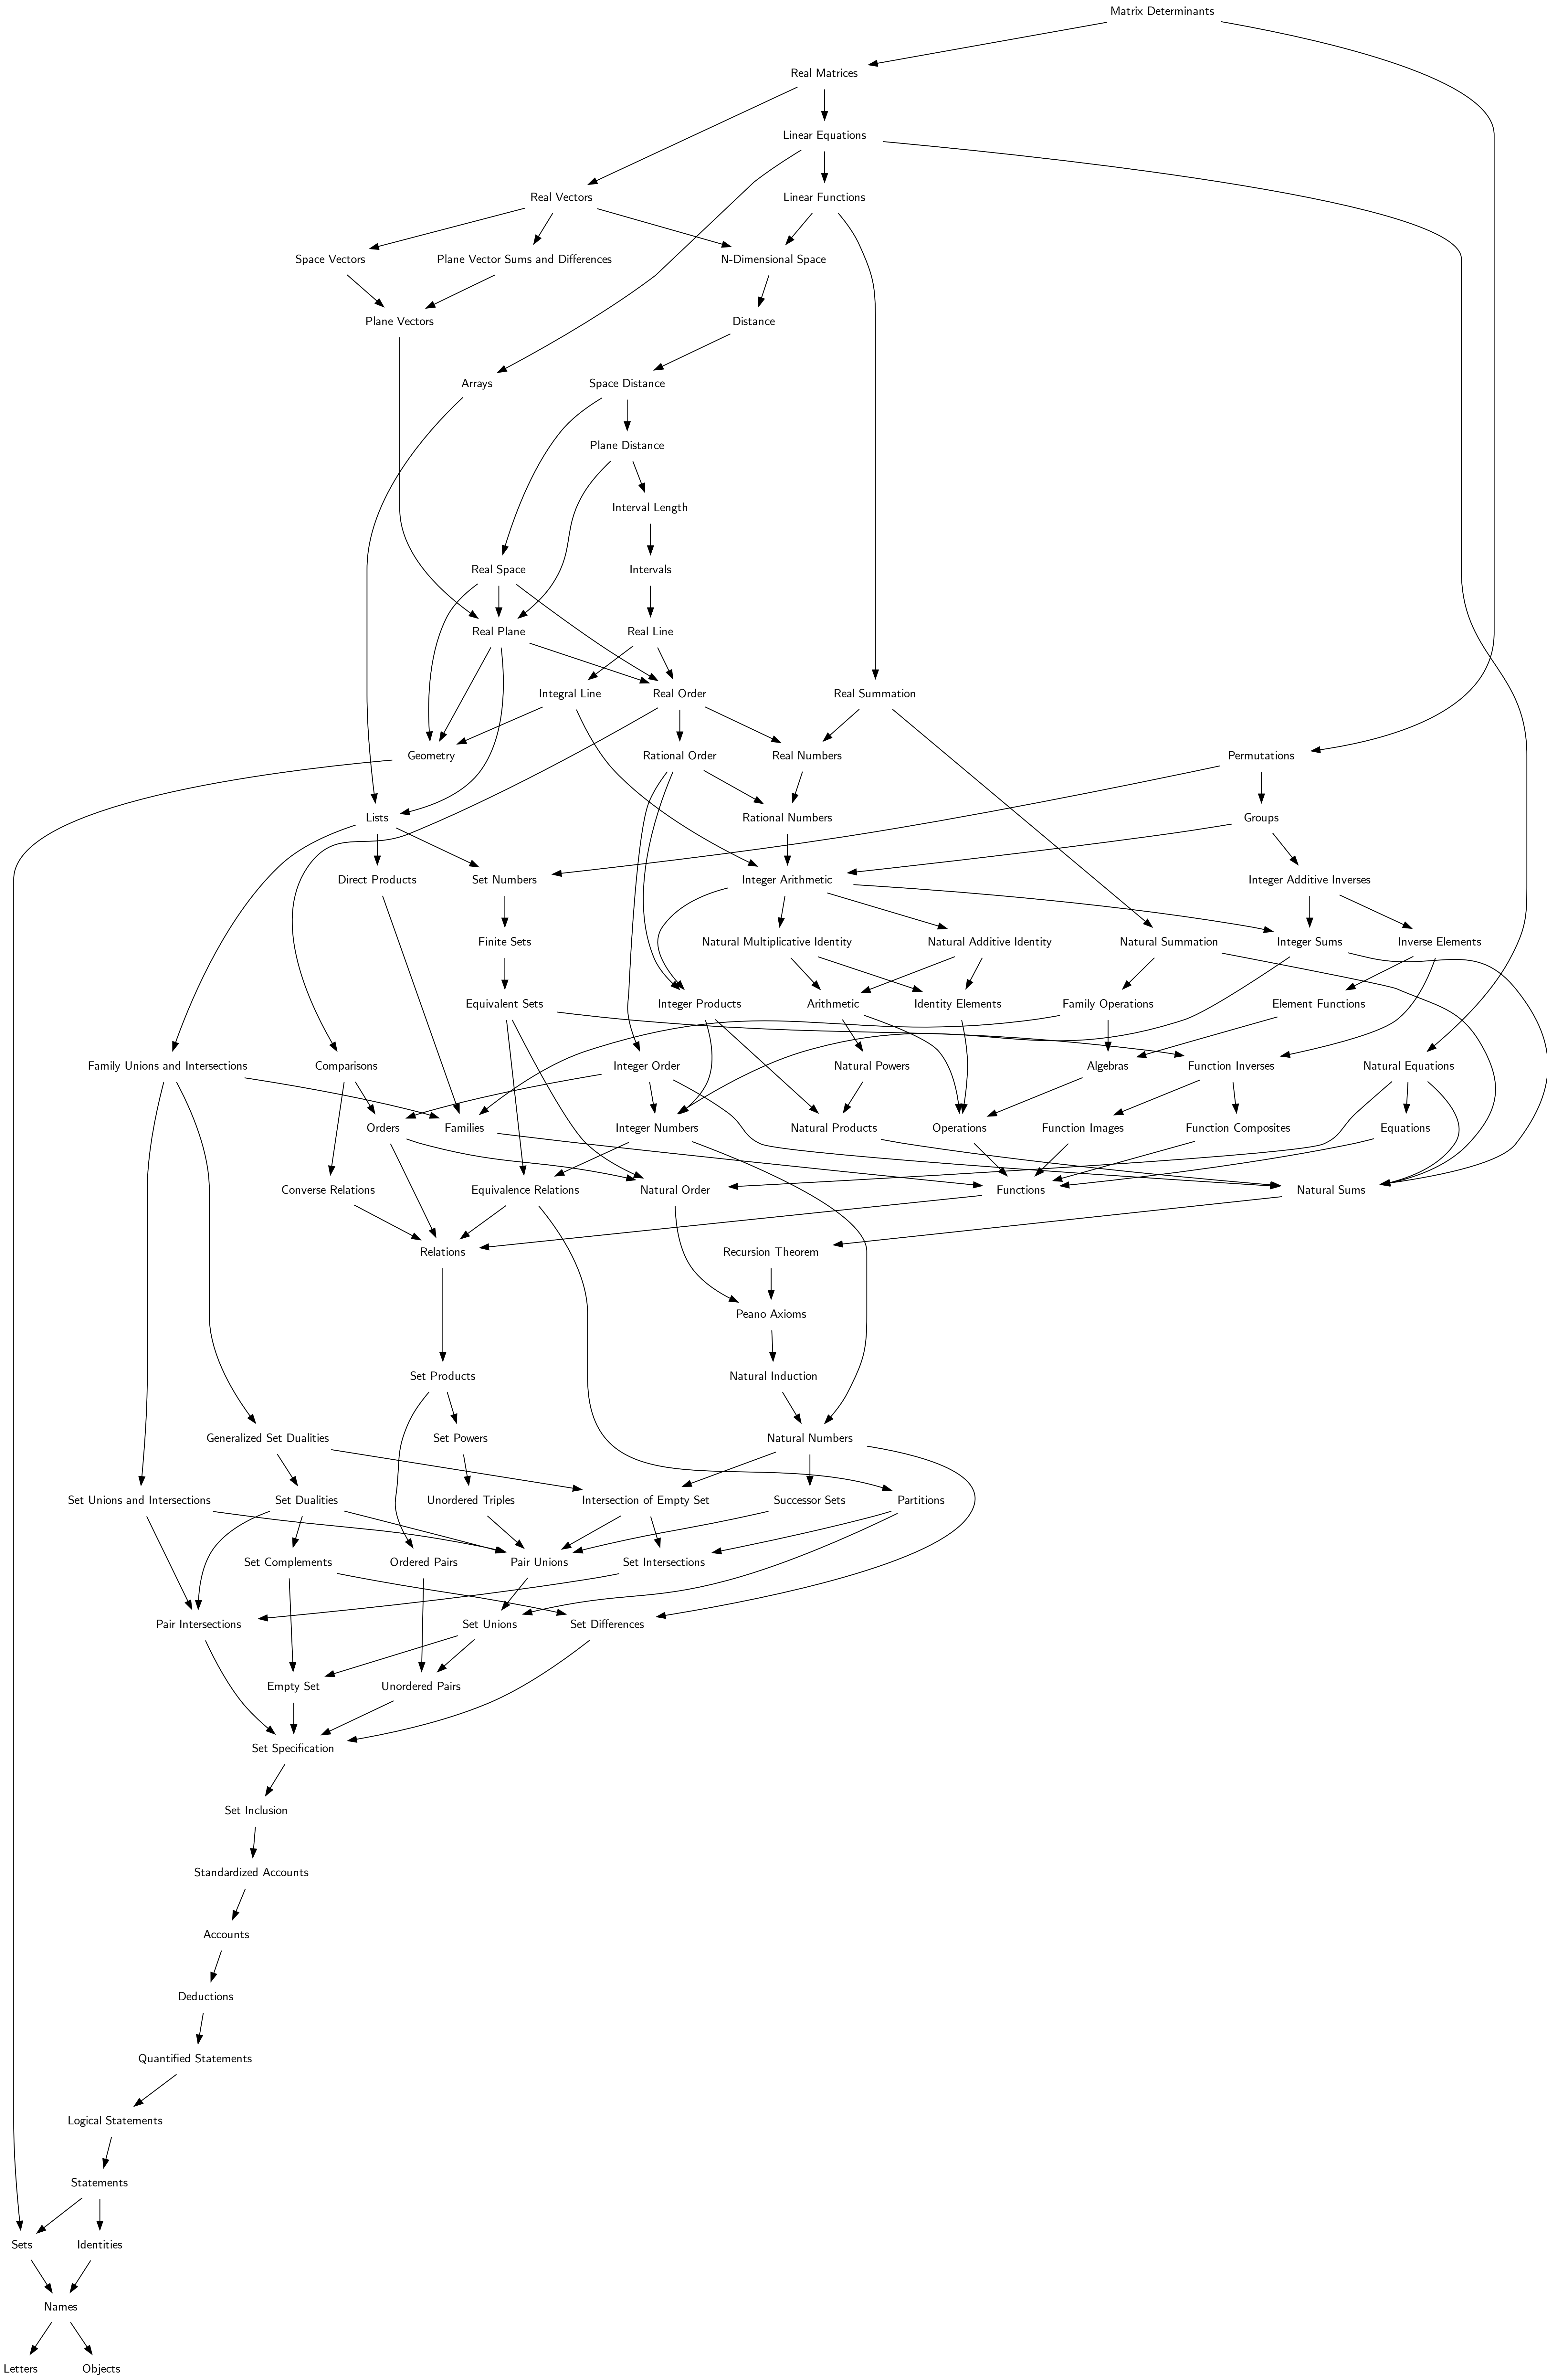 Matrix Determinants
Real Matrices
Linear Equations
Real Vectors
Linear Functions
Space Vectors
Plane Vector Sums and Differences
N-Dimensional Space
Plane Vectors
Distance
Arrays
Space Distance
Plane Distance
Interval Length
Real Space
Intervals
Real Plane
Real Line
Integral Line
Real Order
Real Summation
Geometry
Rational Order
Real Numbers
Permutations
Lists
Rational Numbers
Groups
Direct Products
Set Numbers
Integer Arithmetic
Integer Additive Inverses
Finite Sets
Natural Multiplicative Identity
Natural Additive Identity
Natural Summation
Integer Sums
Inverse Elements
Equivalent Sets
Integer Products
Arithmetic
Identity Elements
Family Operations
Element Functions
Family Unions and Intersections
Comparisons
Integer Order
Natural Powers
Algebras
Function Inverses
Natural Equations
Orders
Families
Integer Numbers
Natural Products
Operations
Function Images
Function Composites
Equations
Converse Relations
Equivalence Relations
Natural Order
Functions
Natural Sums
Relations
Recursion Theorem
Peano Axioms
Set Products
Natural Induction
Generalized Set Dualities
Set Powers
Natural Numbers
Set Unions and Intersections
Set Dualities
Unordered Triples
Intersection of Empty Set
Successor Sets
Partitions
Set Complements
Ordered Pairs
Pair Unions
Set Intersections
Pair Intersections
Set Unions
Set Differences
Empty Set
Unordered Pairs
Set Specification
Set Inclusion
Standardized Accounts
Accounts
Deductions
Quantified Statements
Logical Statements
Statements
Sets
Identities
Names
Letters
Objects